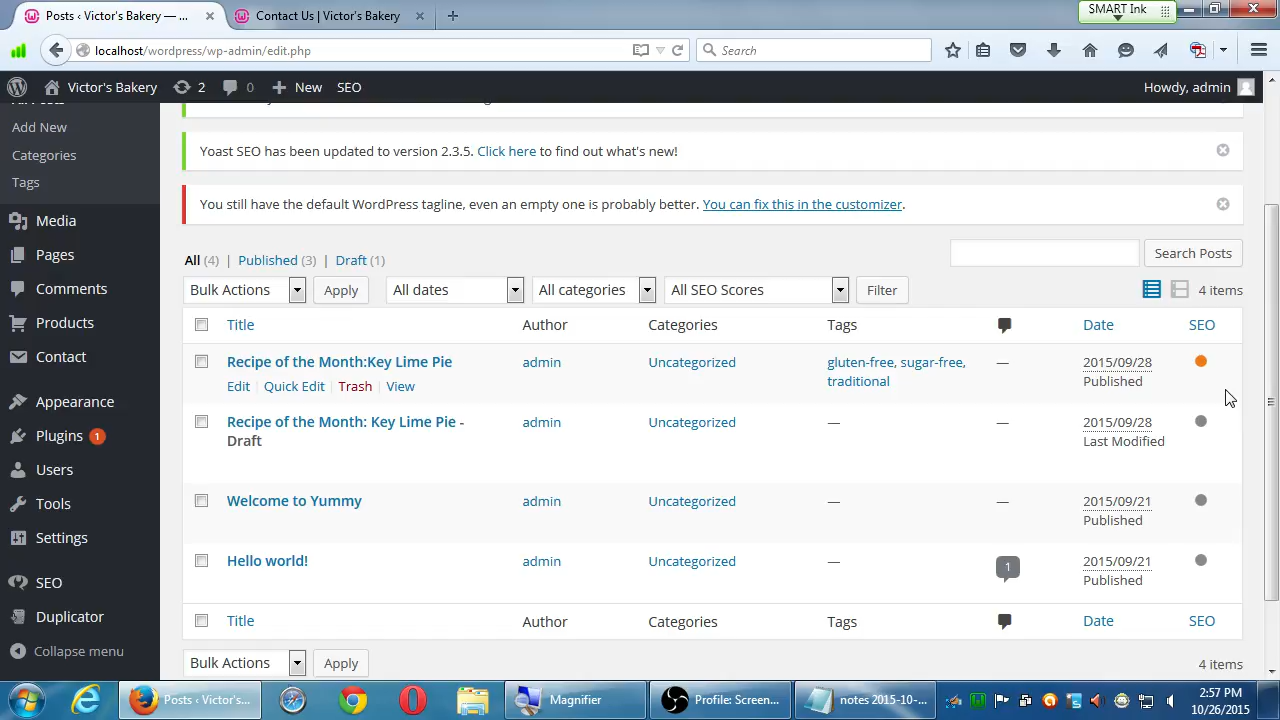 Posts ‹ Victor's Bakery — ...
Contact Us | Victor's Bakery
SMART Ink
localhost/wordpress/wp-admin/edit.php
Search
Victor's Bakery
2
0
New
SEO
Howdy, admin
Add New
Categories
Tags
Media
Pages
Comments
Products
Contact
Appearance
Plugins 1
Users
Tools
Settings
SEO
Duplicator
Collapse menu
Yoast SEO has been updated to version 2.3.5. Click here to find out what's new!
You still have the default WordPress tagline, even an empty one is probably better. You can fix this in the customizer.
All (4) | Published (3) | Draft (1)
Search Posts
Bulk Actions
Apply
All dates
All categories
All SEO Scores
Filter
4 items
Title Author Categories Tags Date SEO
Recipe of the Month:Key Lime Pie admin Uncategorized gluten-free, sugar-free, — 2015/09/28
Edit | Quick Edit | Trash | View traditional Published
Recipe of the Month: Key Lime Pie - admin Uncategorized — — 2015/09/28
Draft Last Modified
Welcome to Yummy admin Uncategorized — — 2015/09/21
Published
Hello world! admin Uncategorized — 1 2015/09/21
Published
Title Author Categories Tags Date SEO
Bulk Actions
Apply
4 items
Posts ‹ Victor's...
Magnifier
Profile: Screen...
notes 2015-10-...
2:57 PM
10/26/2015